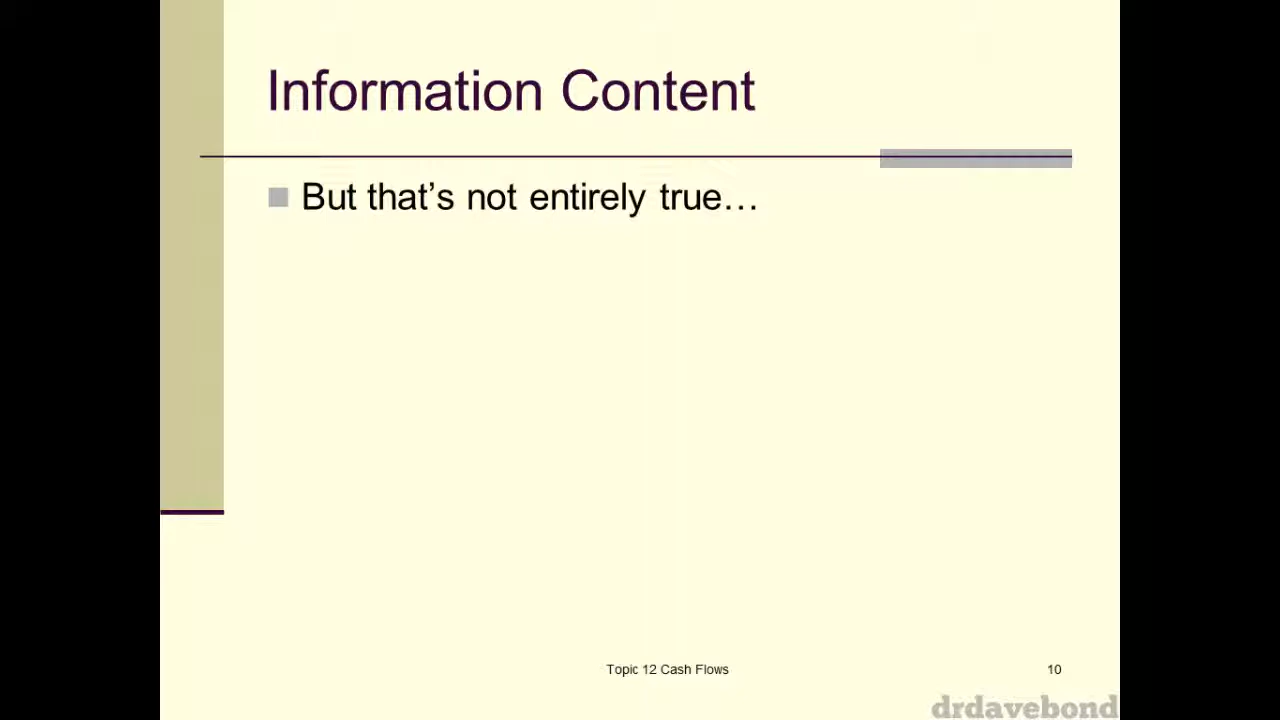 Information Content
But that’s not entirely true…
Topic 12 Cash Flows
10
drdavebond